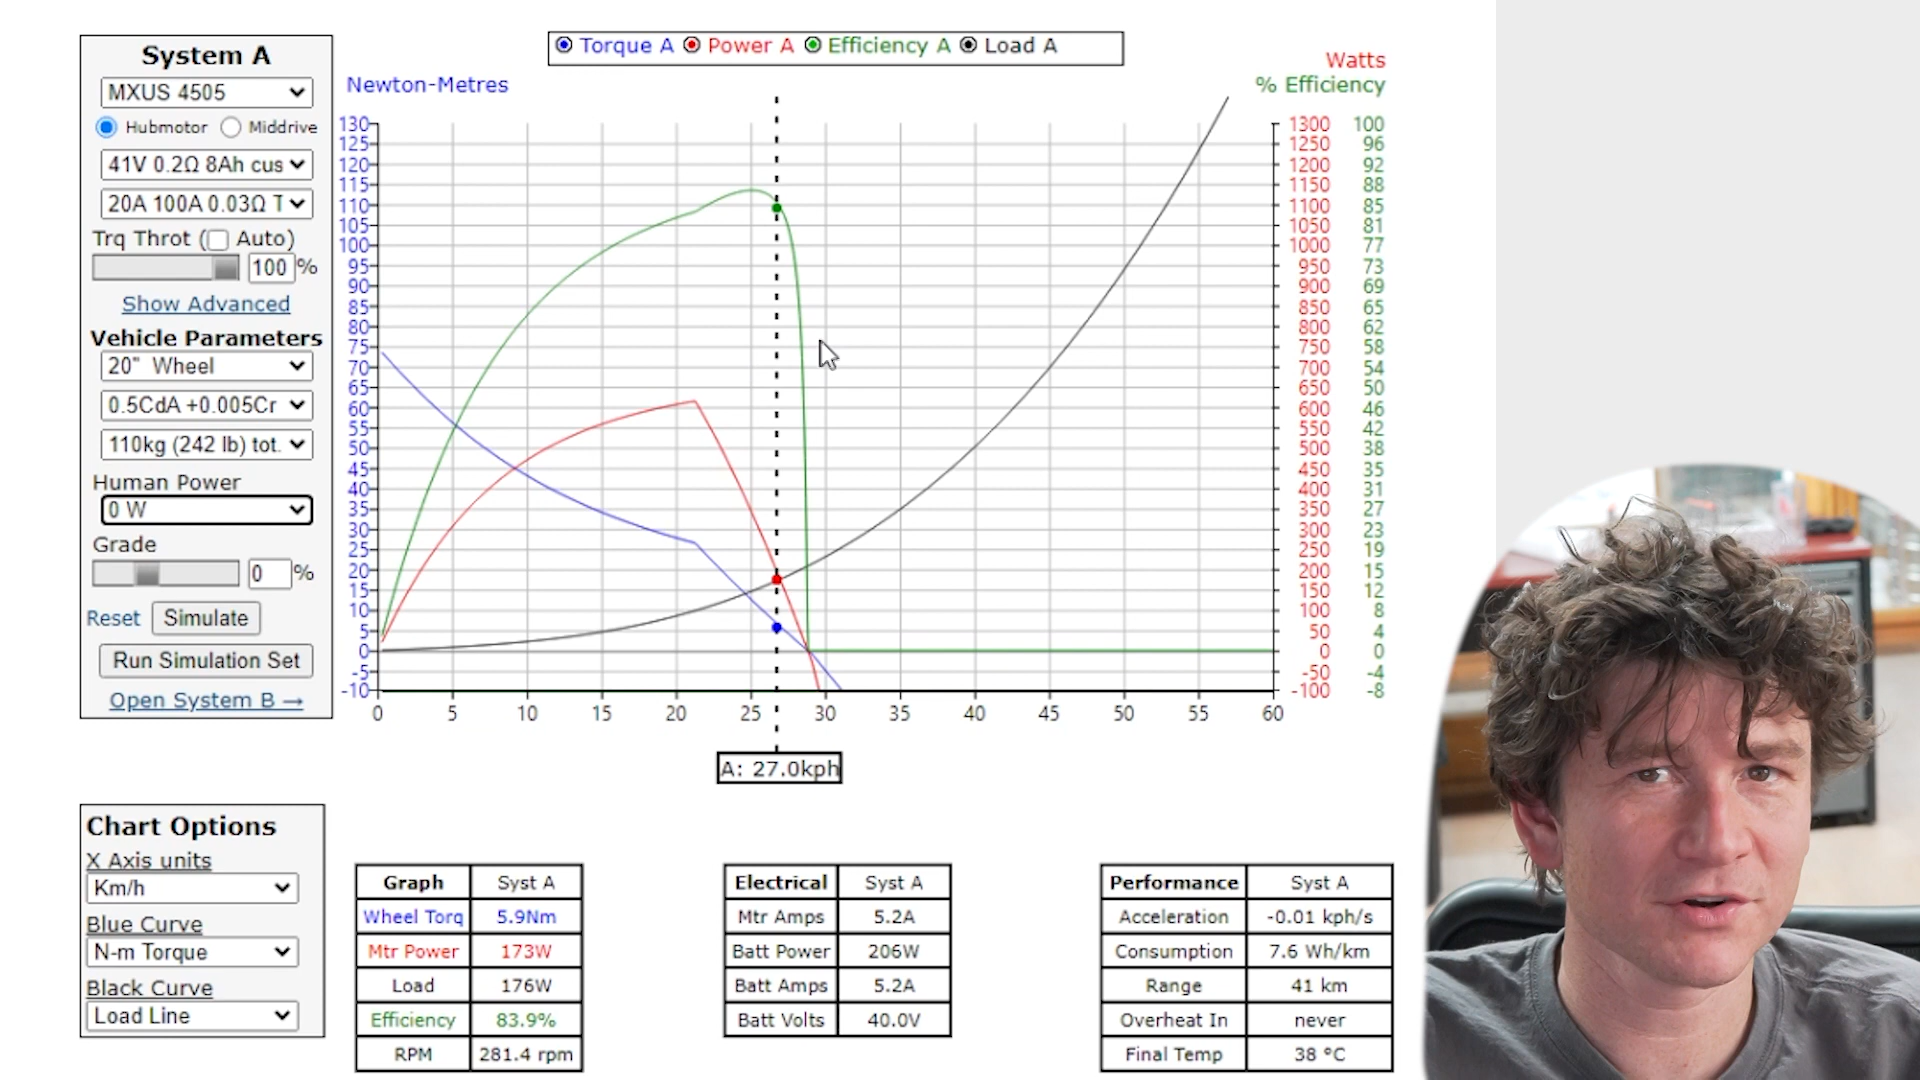 System A
MXUS 4505
Hubmotor Middrive
41V 0.2Ω 8Ah cus
20A 100A 0.03Ω T
Trq Throt ( Auto)
100 %
Show Advanced
Vehicle Parameters
20" Wheel
0.5CdA +0.005Cr
110kg (242 lb) tot.
Human Power
0 W
Grade
0 %
Reset Simulate
Run Simulation Set
Open System B →
Torque A Power A Efficiency A Load A
Newton-Metres
Watts
% Efficiency
130 1300 100
125 1250 96
120 1200 92
115 1150 88
110 1100 85
105 1050 81
100 1000 77
95 950 73
90 900 69
85 850 65
80 800 62
75 750 58
70 700 54
65 650 50
60 600 46
55 550 42
50 500 38
45 450 35
40 400 31
35 350 27
30 300 23
25 250 19
20 200 15
15 150 12
10 100 8
5 50 4
0 0 0
-5 -50 -4
-10 -100 -8
0 5 10 15 20 25 30 35 40 45 50 55 60
A: 27.0kph
Chart Options
X Axis units
Km/h
Blue Curve
N-m Torque
Black Curve
Load Line
Graph Syst A
Wheel Torq 5.9Nm
Mtr Power 173W
Load 176W
Efficiency 83.9%
RPM 281.4 rpm
Electrical Syst A
Mtr Amps 5.2A
Batt Power 206W
Batt Amps 5.2A
Batt Volts 40.0V
Performance Syst A
Acceleration -0.01 kph/s
Consumption 7.6 Wh/km
Range 41 km
Overheat In never
Final Temp 38 °C